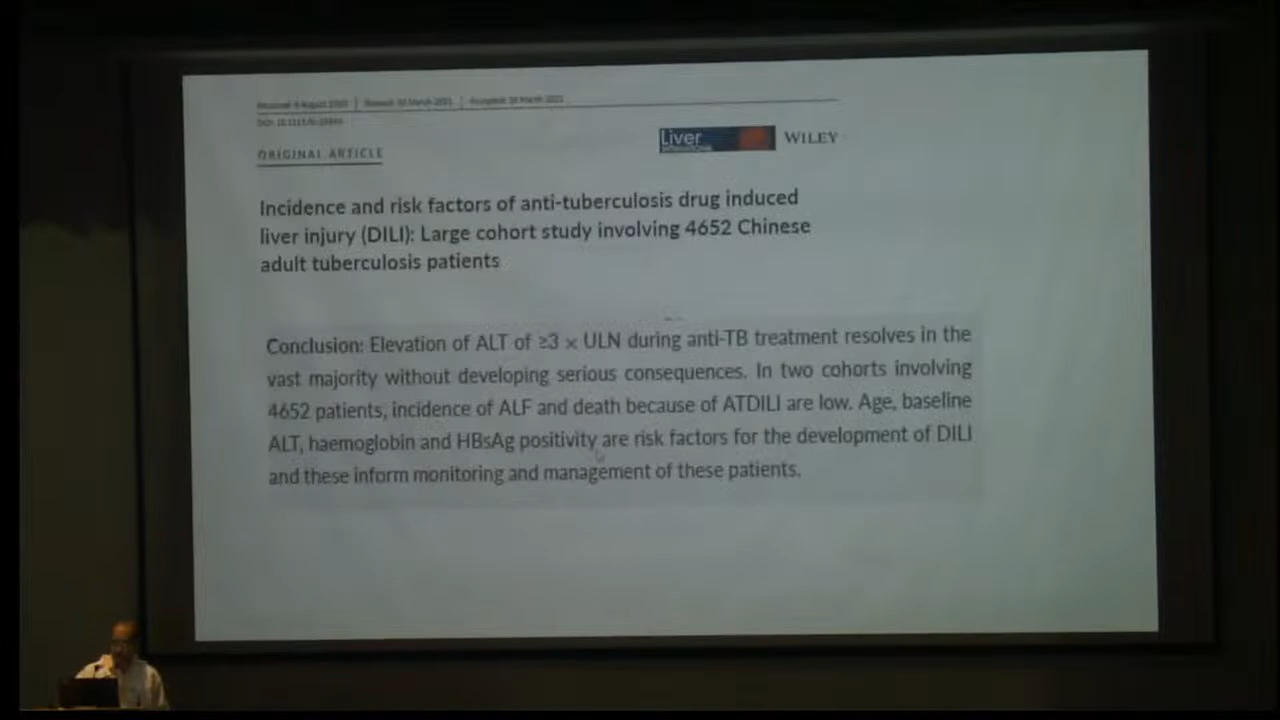 ORIGINAL ARTICLE
Liver WILEY
Incidence and risk factors of anti-tuberculosis drug induced
liver injury (DILI): Large cohort study involving 4652 Chinese
adult tuberculosis patients
Conclusion: Elevation of ALT of ≥3 × ULN during anti-TB treatment resolves in the
vast majority without developing serious consequences. In two cohorts involving
4652 patients, incidence of ALF and death because of ATDILI are low. Age, baseline
ALT, haemoglobin and HBsAg positivity are risk factors for the development of DILI
and these inform monitoring and management of these patients.